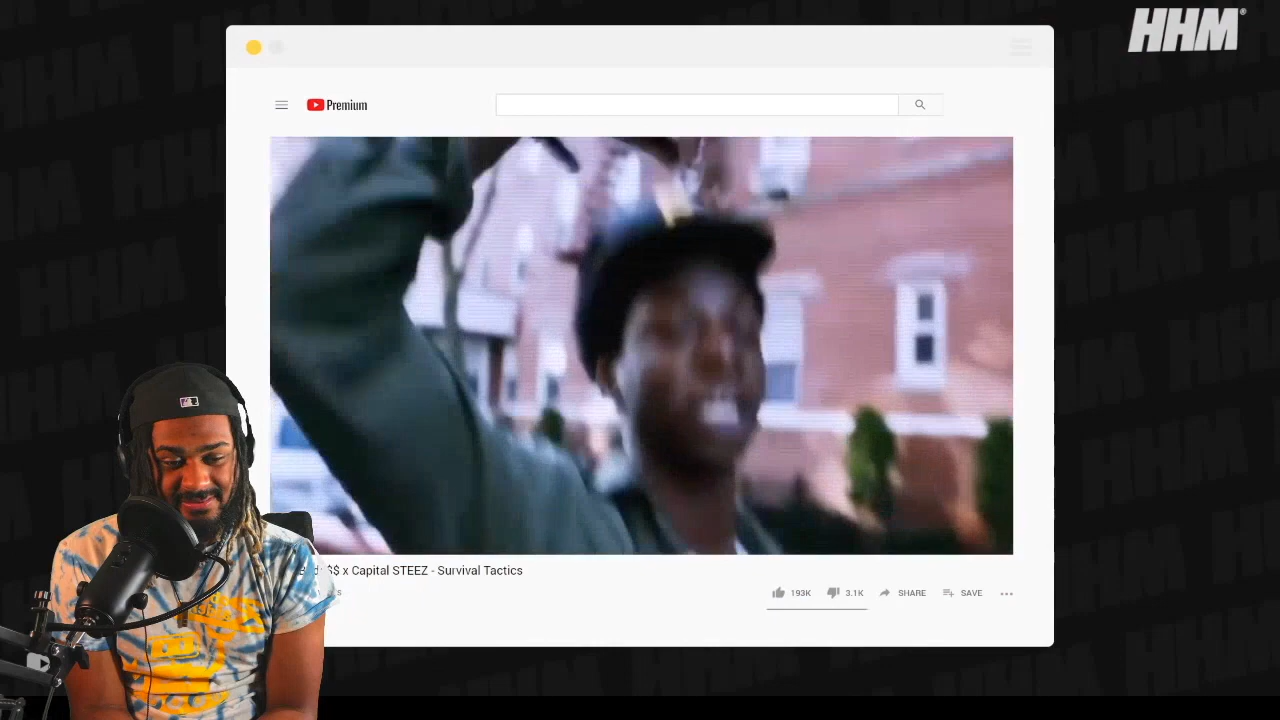 HHM®
Premium
$$ x Capital STEEZ - Survival Tactics
193K
3.1K
SHARE
SAVE